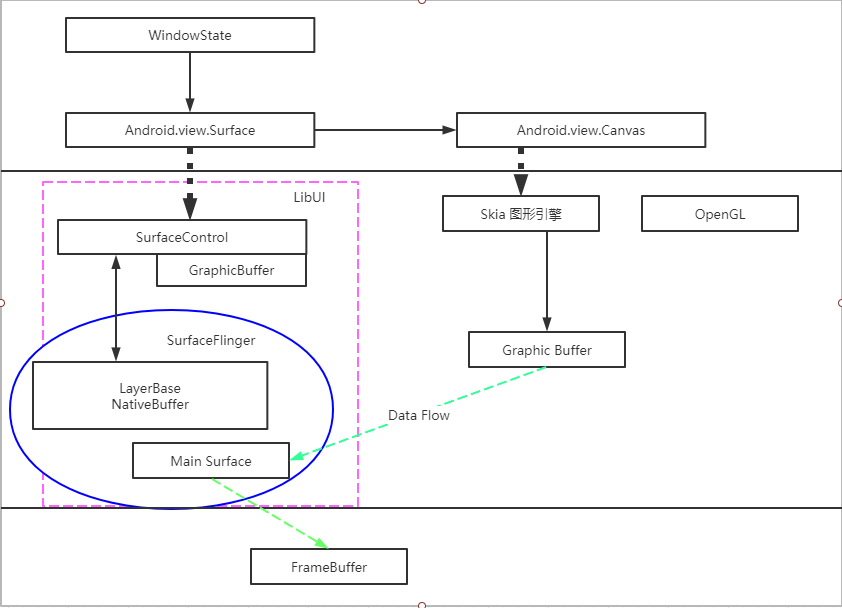 WindowState
Android.view.Surface
Android.view.Canvas
LibUI
Skia 图形引擎
OpenGL
SurfaceControl
GraphicBuffer
SurfaceFlinger
Graphic Buffer
LayerBase
NativeBuffer
Data Flow
Main Surface
FrameBuffer